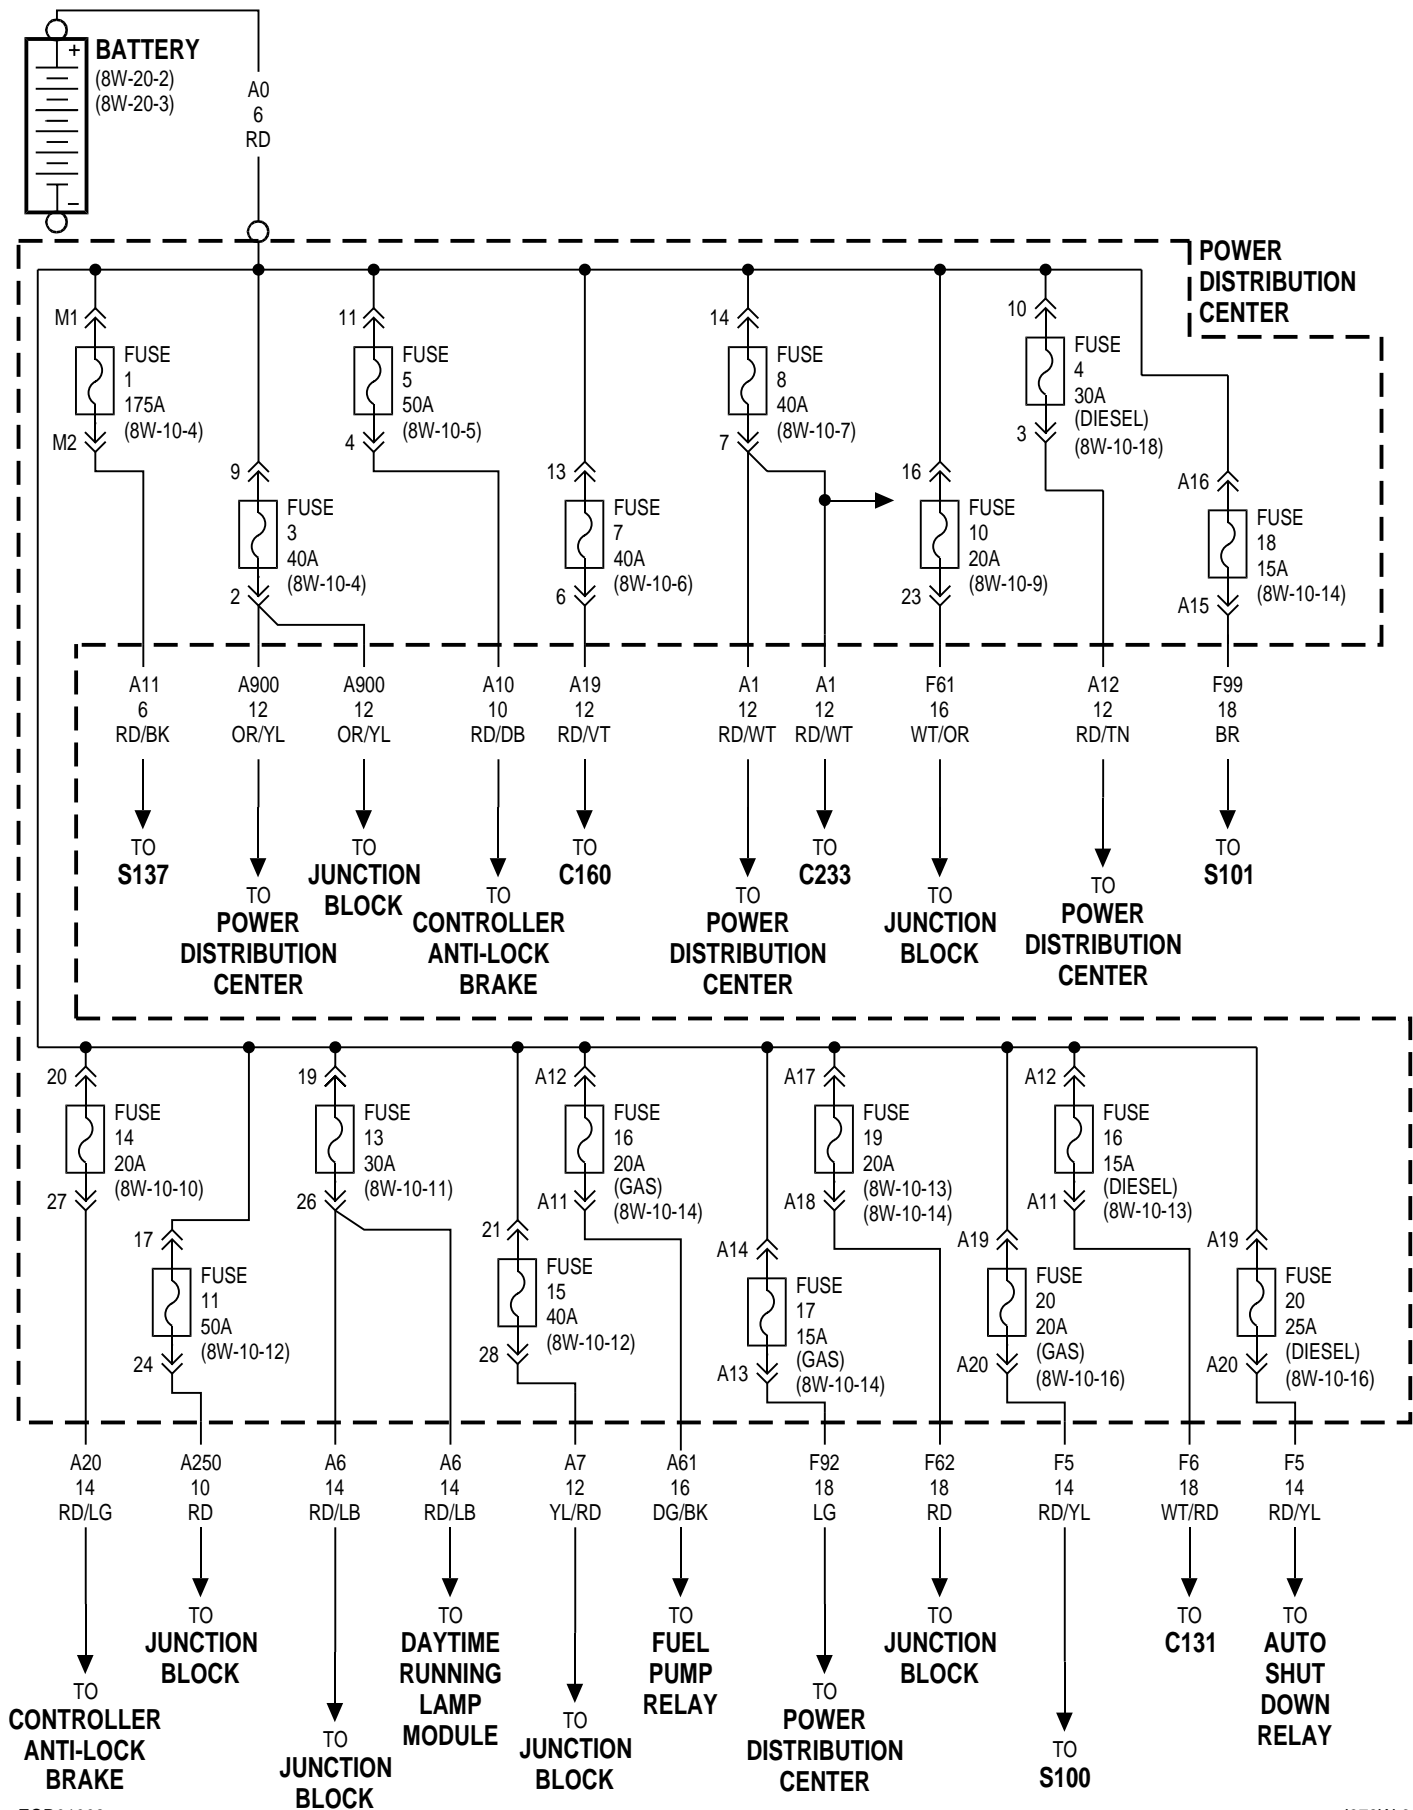 BATTERY
(8W-20-2)
(8W-20-3)
+
–
A0
6
RD
POWER
DISTRIBUTION
CENTER
M1
FUSE
1
175A
(8W-10-4)
M2
9
FUSE
3
40A
(8W-10-4)
2
11
FUSE
5
50A
(8W-10-5)
4
13
FUSE
7
40A
(8W-10-6)
6
14
FUSE
8
40A
(8W-10-7)
7
16
FUSE
10
20A
(8W-10-9)
23
10
FUSE
4
30A
(DIESEL)
(8W-10-18)
3
A16
FUSE
18
15A
(8W-10-14)
A15
A11
6
RD/BK
TO
S137
A900
12
OR/YL
TO
POWER
DISTRIBUTION
CENTER
A900
12
OR/YL
TO
JUNCTION
BLOCK
A10
10
RD/DB
TO
CONTROLLER
ANTI-LOCK
BRAKE
A19
12
RD/VT
TO
C160
A1
12
RD/WT
TO
POWER
DISTRIBUTION
CENTER
A1
12
RD/WT
TO
C233
F61
16
WT/OR
TO
JUNCTION
BLOCK
A12
12
RD/TN
TO
POWER
DISTRIBUTION
CENTER
F99
18
BR
TO
S101
20
FUSE
14
20A
(8W-10-10)
27
17
FUSE
11
50A
(8W-10-12)
24
19
FUSE
13
30A
(8W-10-11)
26
21
FUSE
15
40A
(8W-10-12)
28
A12
FUSE
16
20A
(GAS)
(8W-10-14)
A11
A14
FUSE
17
15A
(GAS)
(8W-10-14)
A13
A17
FUSE
19
20A
(8W-10-13)
(8W-10-14)
A18
A19
FUSE
20
20A
(GAS)
(8W-10-16)
A20
A12
FUSE
16
15A
(DIESEL)
(8W-10-13)
A11
A19
FUSE
20
25A
(DIESEL)
(8W-10-16)
A20
A20
14
RD/LG
TO
CONTROLLER
ANTI-LOCK
BRAKE
A250
10
RD
TO
JUNCTION
BLOCK
A6
14
RD/LB
TO
JUNCTION
BLOCK
A6
14
RD/LB
TO
DAYTIME
RUNNING
LAMP
MODULE
A7
12
YL/RD
TO
JUNCTION
BLOCK
A61
16
DG/BK
TO
FUEL
PUMP
RELAY
F92
18
LG
TO
POWER
DISTRIBUTION
CENTER
F62
18
RD
TO
JUNCTION
BLOCK
F5
14
RD/YL
TO
S100
F6
18
WT/RD
TO
C131
F5
14
RD/YL
TO
AUTO
SHUT
DOWN
RELAY